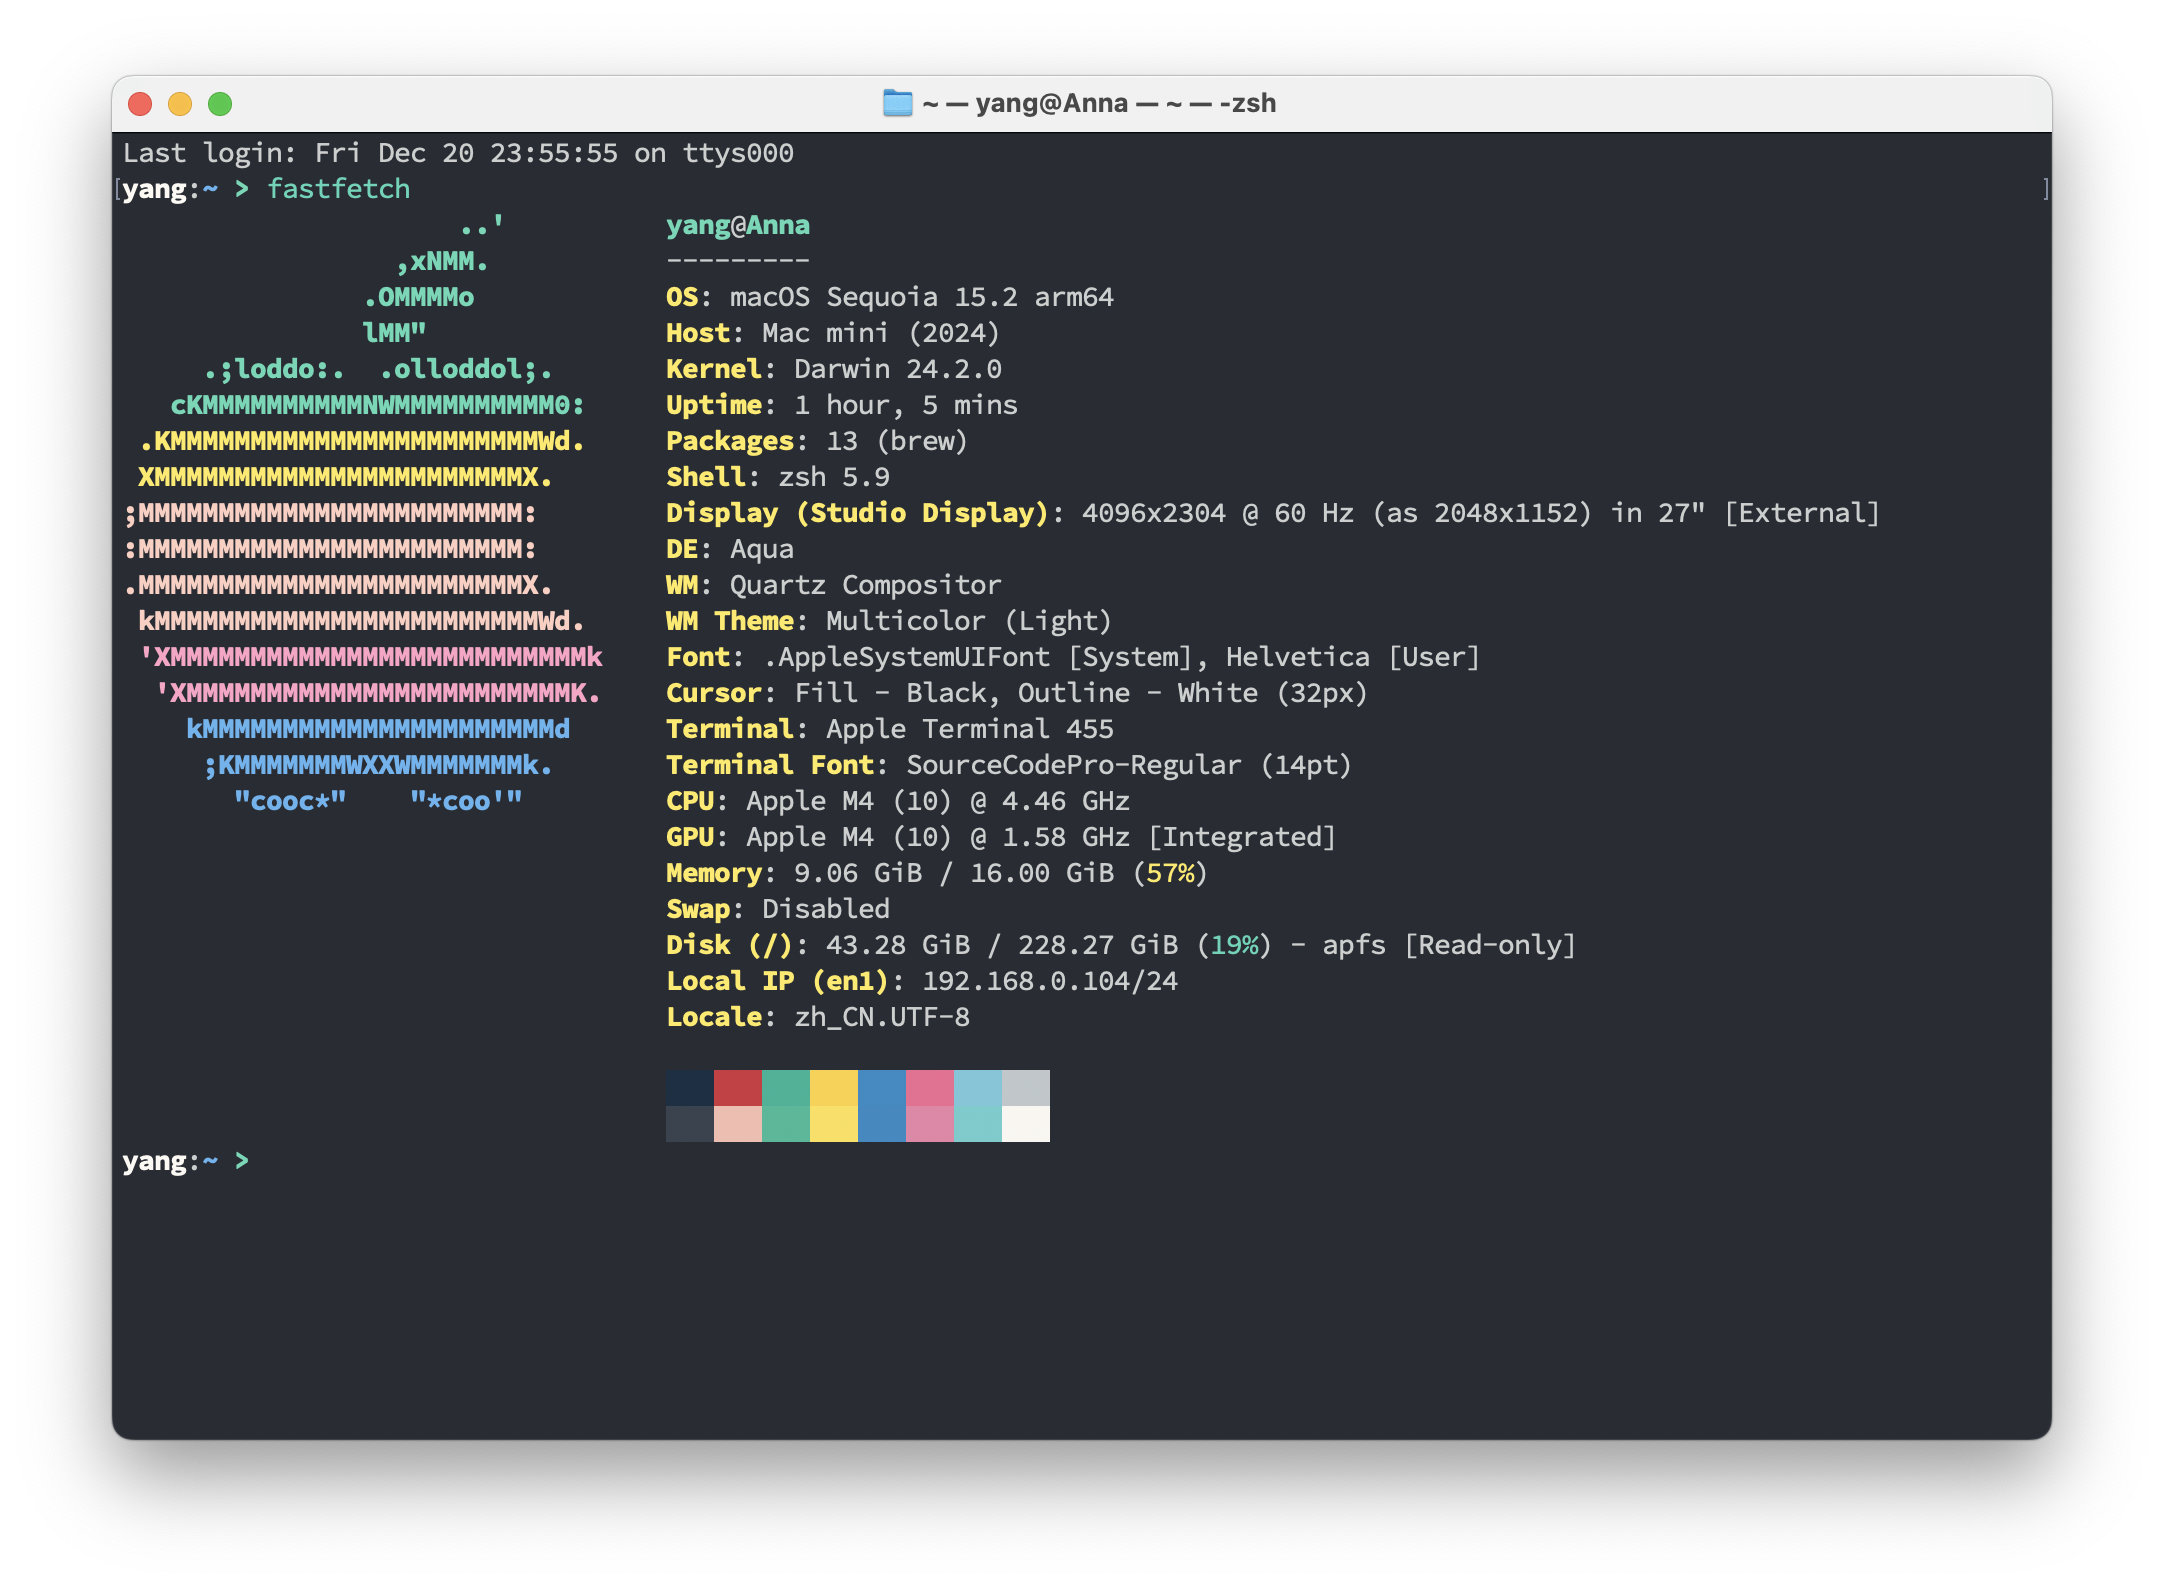 ~ — yang@Anna — ~ — -zsh
Last login: Fri Dec 20 23:55:55 on ttys000
[yang:~ > fastfetch ]
                     ..'          yang@Anna
                 ,xNMM.           ---------
               .OMMMMo            OS: macOS Sequoia 15.2 arm64
               lMM"               Host: Mac mini (2024)
     .;loddo:.  .olloddol;.       Kernel: Darwin 24.2.0
   cKMMMMMMMMMMNWMMMMMMMMMM0:     Uptime: 1 hour, 5 mins
 .KMMMMMMMMMMMMMMMMMMMMMMMWd.     Packages: 13 (brew)
 XMMMMMMMMMMMMMMMMMMMMMMMX.       Shell: zsh 5.9
;MMMMMMMMMMMMMMMMMMMMMMMM:        Display (Studio Display): 4096x2304 @ 60 Hz (as 2048x1152) in 27" [External]
:MMMMMMMMMMMMMMMMMMMMMMMM:        DE: Aqua
.MMMMMMMMMMMMMMMMMMMMMMMMX.       WM: Quartz Compositor
 kMMMMMMMMMMMMMMMMMMMMMMMMWd.     WM Theme: Multicolor (Light)
 'XMMMMMMMMMMMMMMMMMMMMMMMMMMk    Font: .AppleSystemUIFont [System], Helvetica [User]
  'XMMMMMMMMMMMMMMMMMMMMMMMMK.    Cursor: Fill - Black, Outline - White (32px)
    kMMMMMMMMMMMMMMMMMMMMMMd      Terminal: Apple Terminal 455
     ;KMMMMMMMWXXWMMMMMMMk.       Terminal Font: SourceCodePro-Regular (14pt)
       "cooc*"    "*coo'"         CPU: Apple M4 (10) @ 4.46 GHz
GPU: Apple M4 (10) @ 1.58 GHz [Integrated]
Memory: 9.06 GiB / 16.00 GiB (57%)
Swap: Disabled
Disk (/): 43.28 GiB / 228.27 GiB (19%) - apfs [Read-only]
Local IP (en1): 192.168.0.104/24
Locale: zh_CN.UTF-8
yang:~ >